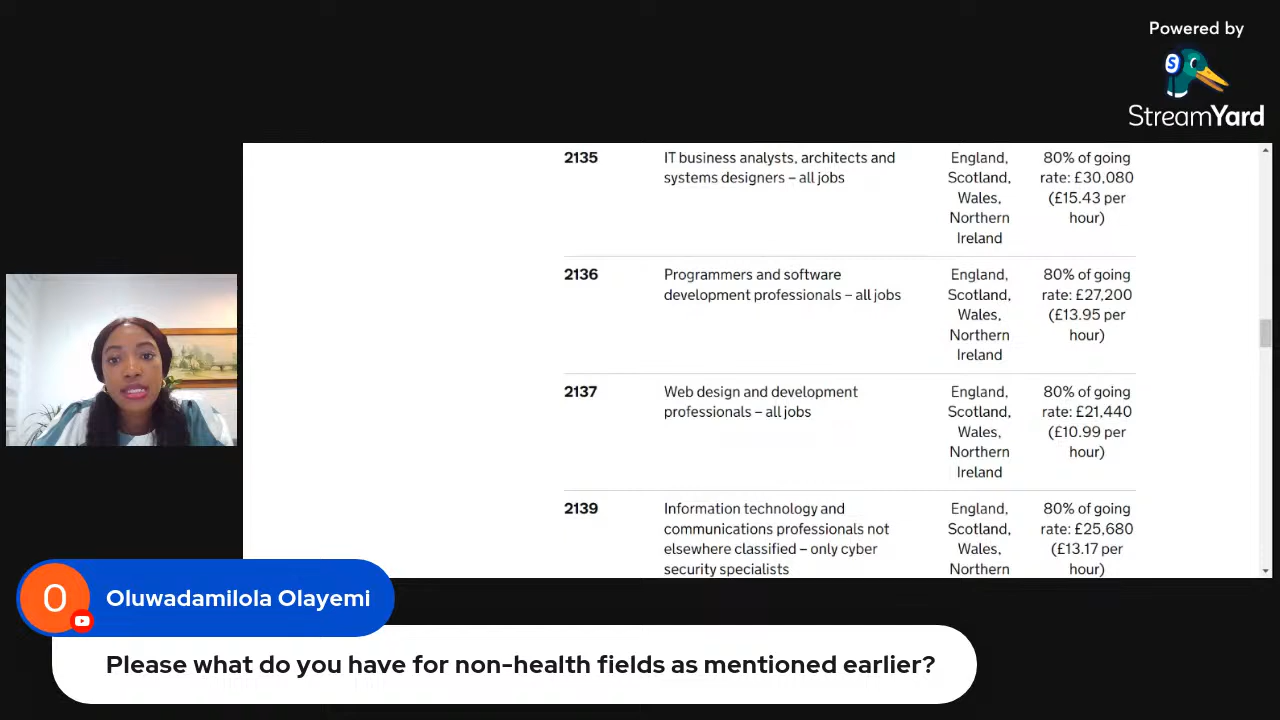 Powered by
StreamYard
2135 IT business analysts, architects and England, 80% of going
systems designers – all jobs Scotland, rate: £30,080
Wales, (£15.43 per
Northern hour)
Ireland
2136 Programmers and software England, 80% of going
development professionals – all jobs Scotland, rate: £27,200
Wales, (£13.95 per
Northern hour)
Ireland
2137 Web design and development England, 80% of going
professionals – all jobs Scotland, rate: £21,440
Wales, (£10.99 per
Northern hour)
Ireland
2139 Information technology and England, 80% of going
communications professionals not Scotland, rate: £25,680
elsewhere classified – only cyber Wales, (£13.17 per
security specialists Northern hour)
O
Oluwadamilola Olayemi
Please what do you have for non-health fields as mentioned earlier?